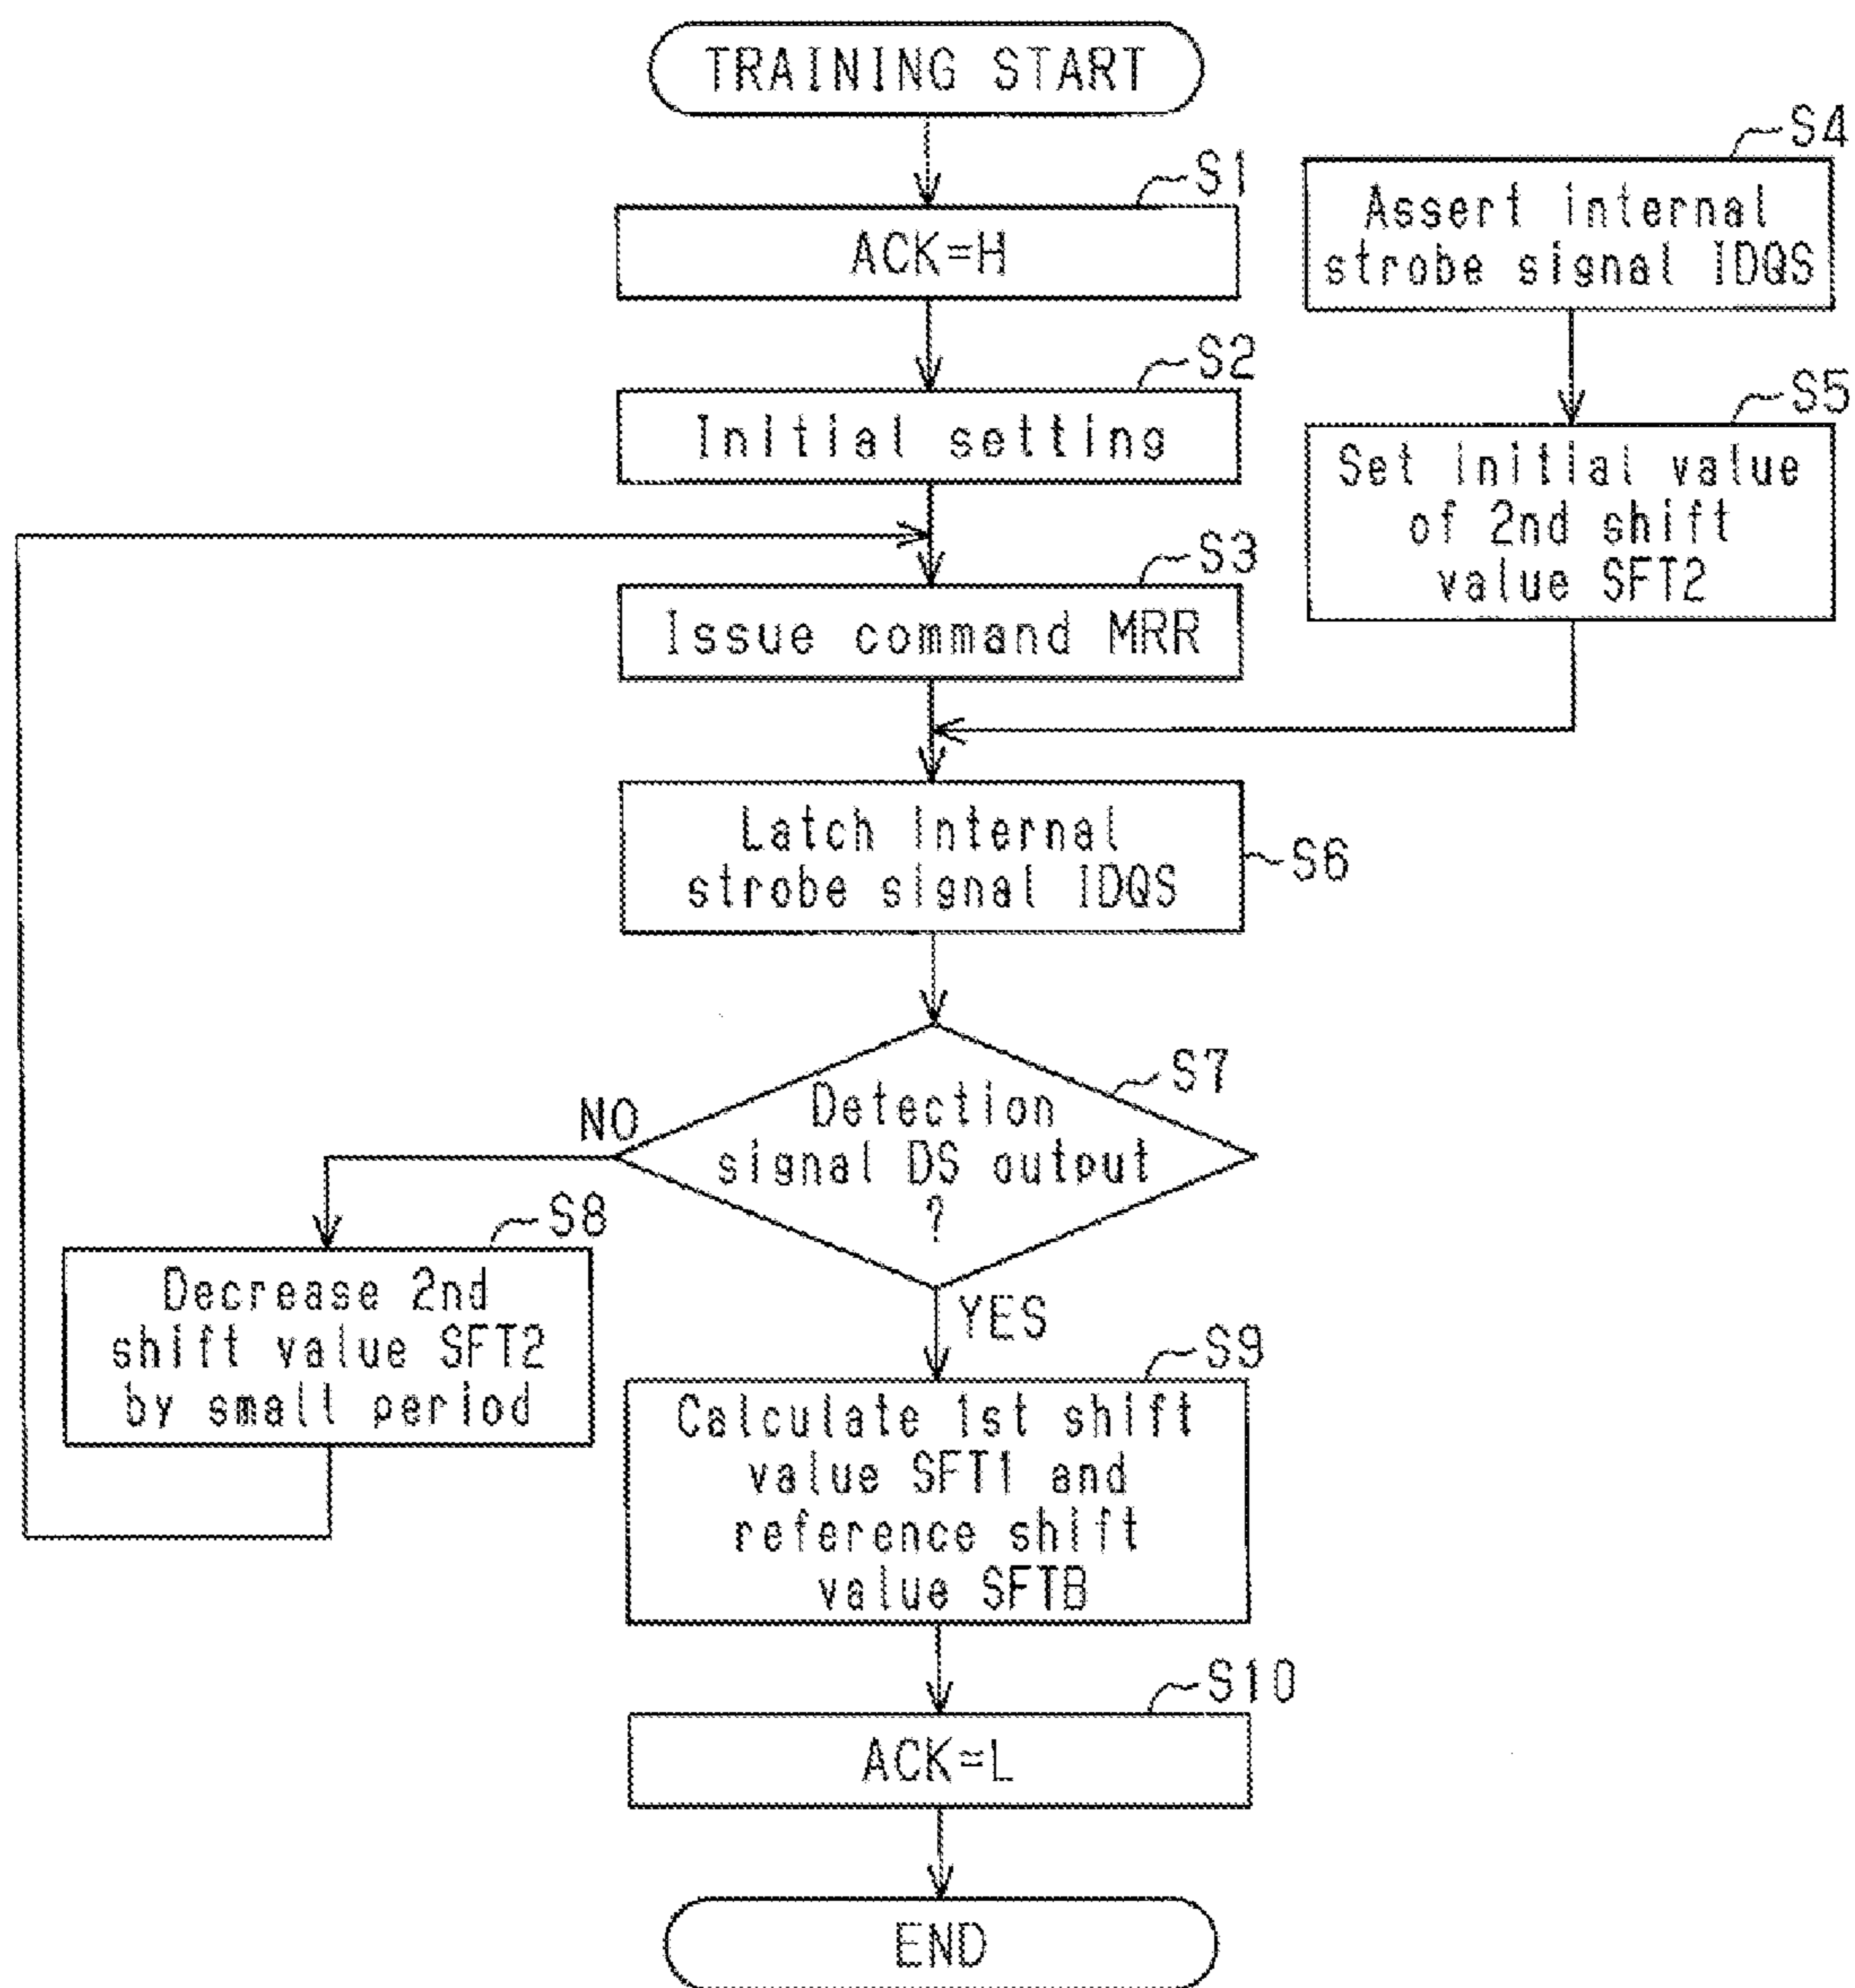 TRAINING START
S1
ACK=H
S2
Initial setting
S3
Issue command MRR
S4
Assert internal
strobe signal IDQS
S5
Set initial value
of 2nd shift
value SFT2
Latch internal
strobe signal IDQS
S6
S7
Detection
signal DS output
?
NO
YES
S8
Decrease 2nd
shift value SFT2
by small period
S9
Calculate 1st shift
value SFT1 and
reference shift
value SFTB
S10
ACK=L
END